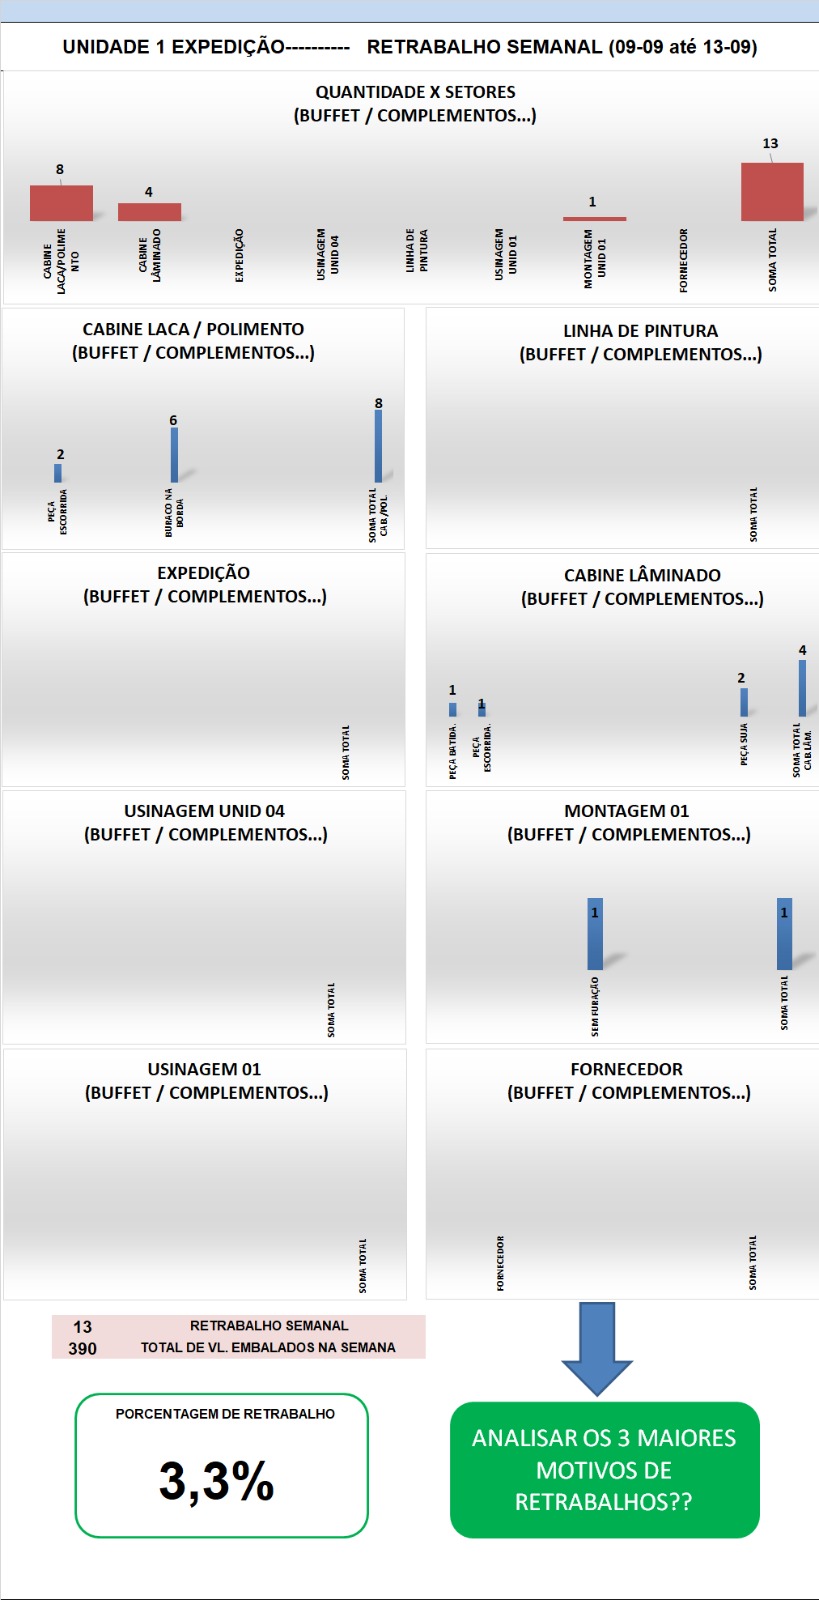 UNIDADE 1 EXPEDIÇÃO---------- RETRABALHO SEMANAL (09-09 até 13-09)
QUANTIDADE X SETORES
(BUFFET / COMPLEMENTOS...)
8
4
1
13
CABINE
LACA/POLIME
NTO
CABINE
LÂMINADO
EXPEDIÇÃO
USINAGEM
UNID 04
LINHA DE
PINTURA
USINAGEM
UNID 01
MONTAGEM
UNID 01
FORNECEDOR
SOMA TOTAL
CABINE LACA / POLIMENTO
(BUFFET / COMPLEMENTOS...)
2
6
8
PEÇA
ESCORRIDA
BURACO NA
BORDA
SOMA TOTAL
CAB./POL.
LINHA DE PINTURA
(BUFFET / COMPLEMENTOS...)
SOMA TOTAL
EXPEDIÇÃO
(BUFFET / COMPLEMENTOS...)
SOMA TOTAL
CABINE LÂMINADO
(BUFFET / COMPLEMENTOS...)
1
1
2
4
PEÇA BATIDA.
PEÇA
ESCORRIDA.
PEÇA SUJA
SOMA TOTAL
CAB.LÂM.
USINAGEM UNID 04
(BUFFET / COMPLEMENTOS...)
SOMA TOTAL
MONTAGEM 01
(BUFFET / COMPLEMENTOS...)
1
1
SEM FURAÇÃO
SOMA TOTAL
USINAGEM 01
(BUFFET / COMPLEMENTOS...)
SOMA TOTAL
FORNECEDOR
(BUFFET / COMPLEMENTOS...)
FORNECEDOR
SOMA TOTAL
13 RETRABALHO SEMANAL
390 TOTAL DE VL. EMBALADOS NA SEMANA
PORCENTAGEM DE RETRABALHO
3,3%
ANALISAR OS 3 MAIORES
MOTIVOS DE
RETRABALHOS??